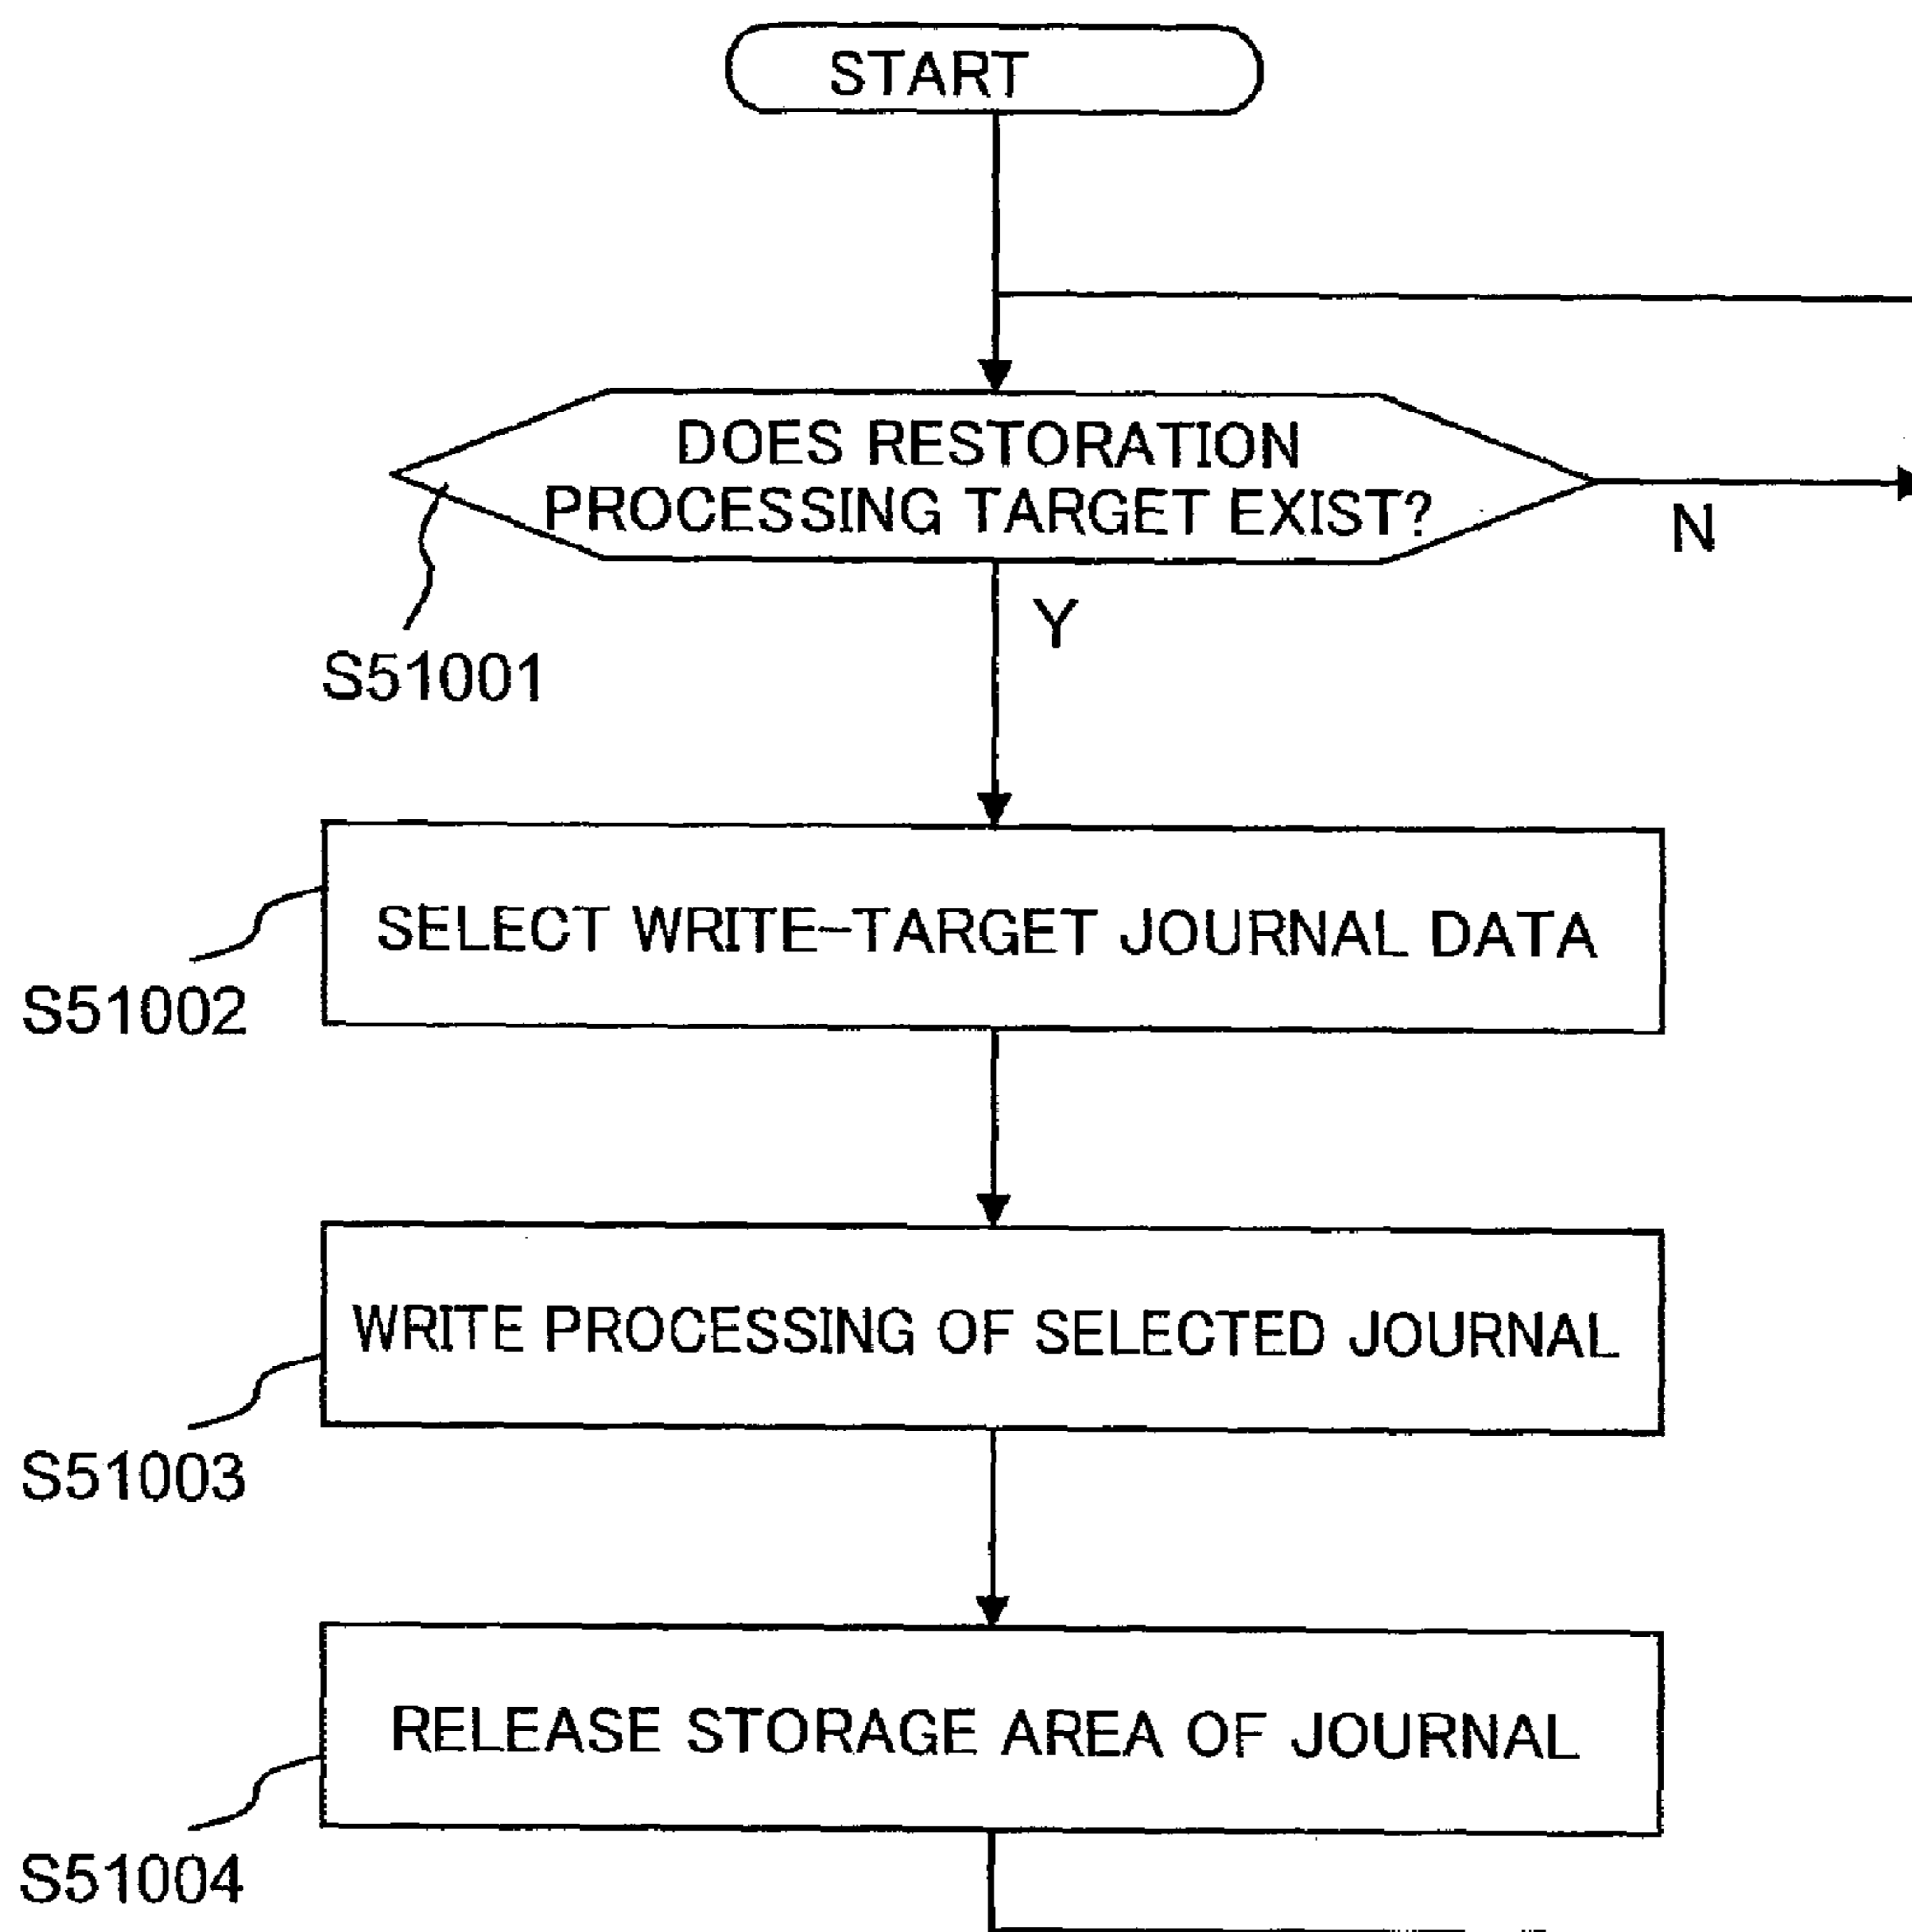 START
DOES RESTORATION
PROCESSING TARGET EXIST?
N
Y
S51001
SELECT WRITE-TARGET JOURNAL DATA
S51002
WRITE PROCESSING OF SELECTED JOURNAL
S51003
RELEASE STORAGE AREA OF JOURNAL
S51004